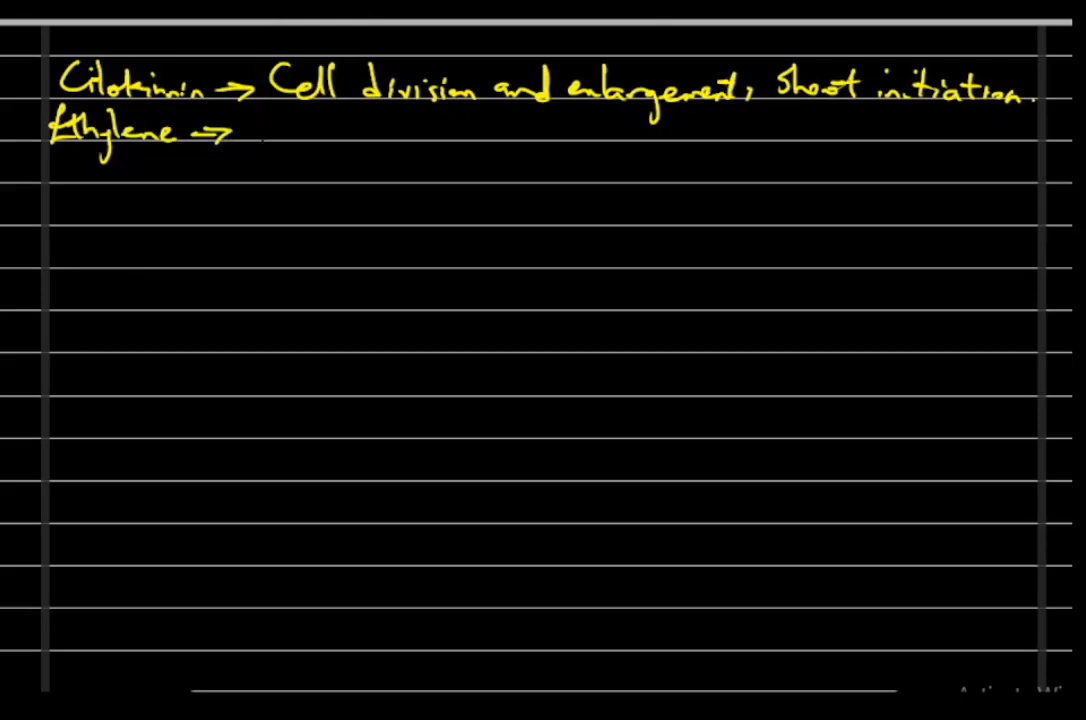 Citokinin → Cell division and enlargement, Shoot initiation.
Ethylene →